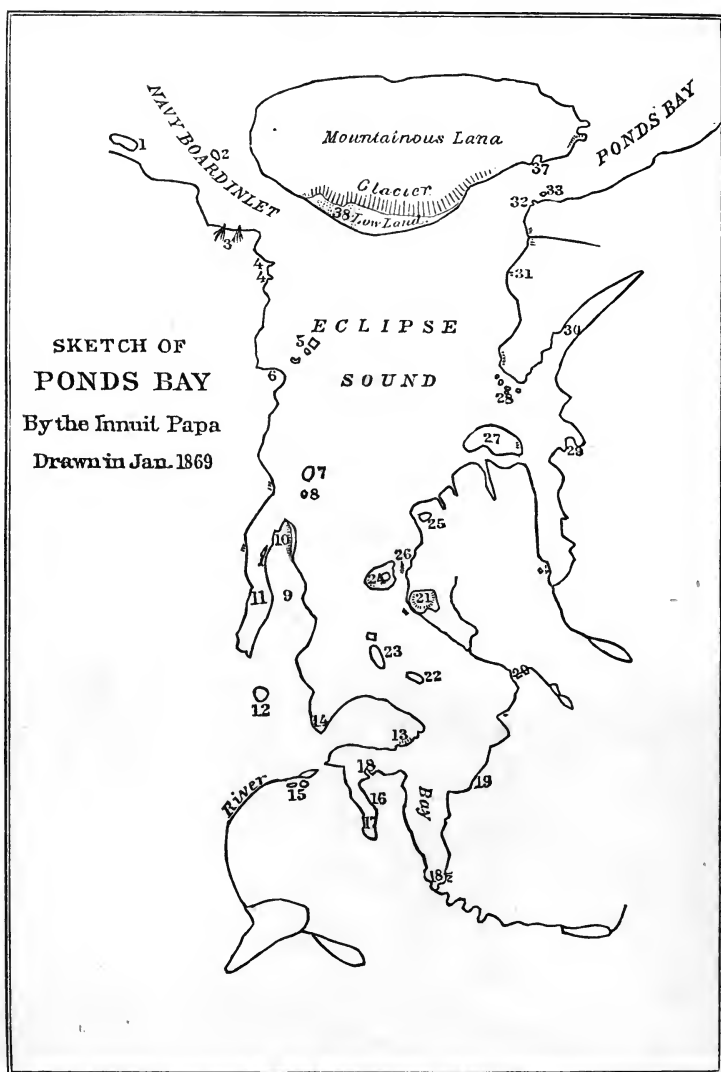 NAVY BOARD INLET
Mountainous Lana
PONDS BAY
1
2
37
Glacier
33
38 Low Land
32
3
4
4
31
ECLIPSE
30
5
SKETCH OF
6
SOUND
PONDS BAY
28
By the Innuit Papa
27
29
Drawn in Jan. 1869
7
8
25
10
26
24
11
9
21
23
20
22
12
14
13
18
River
15
16
19
Bay
17
18